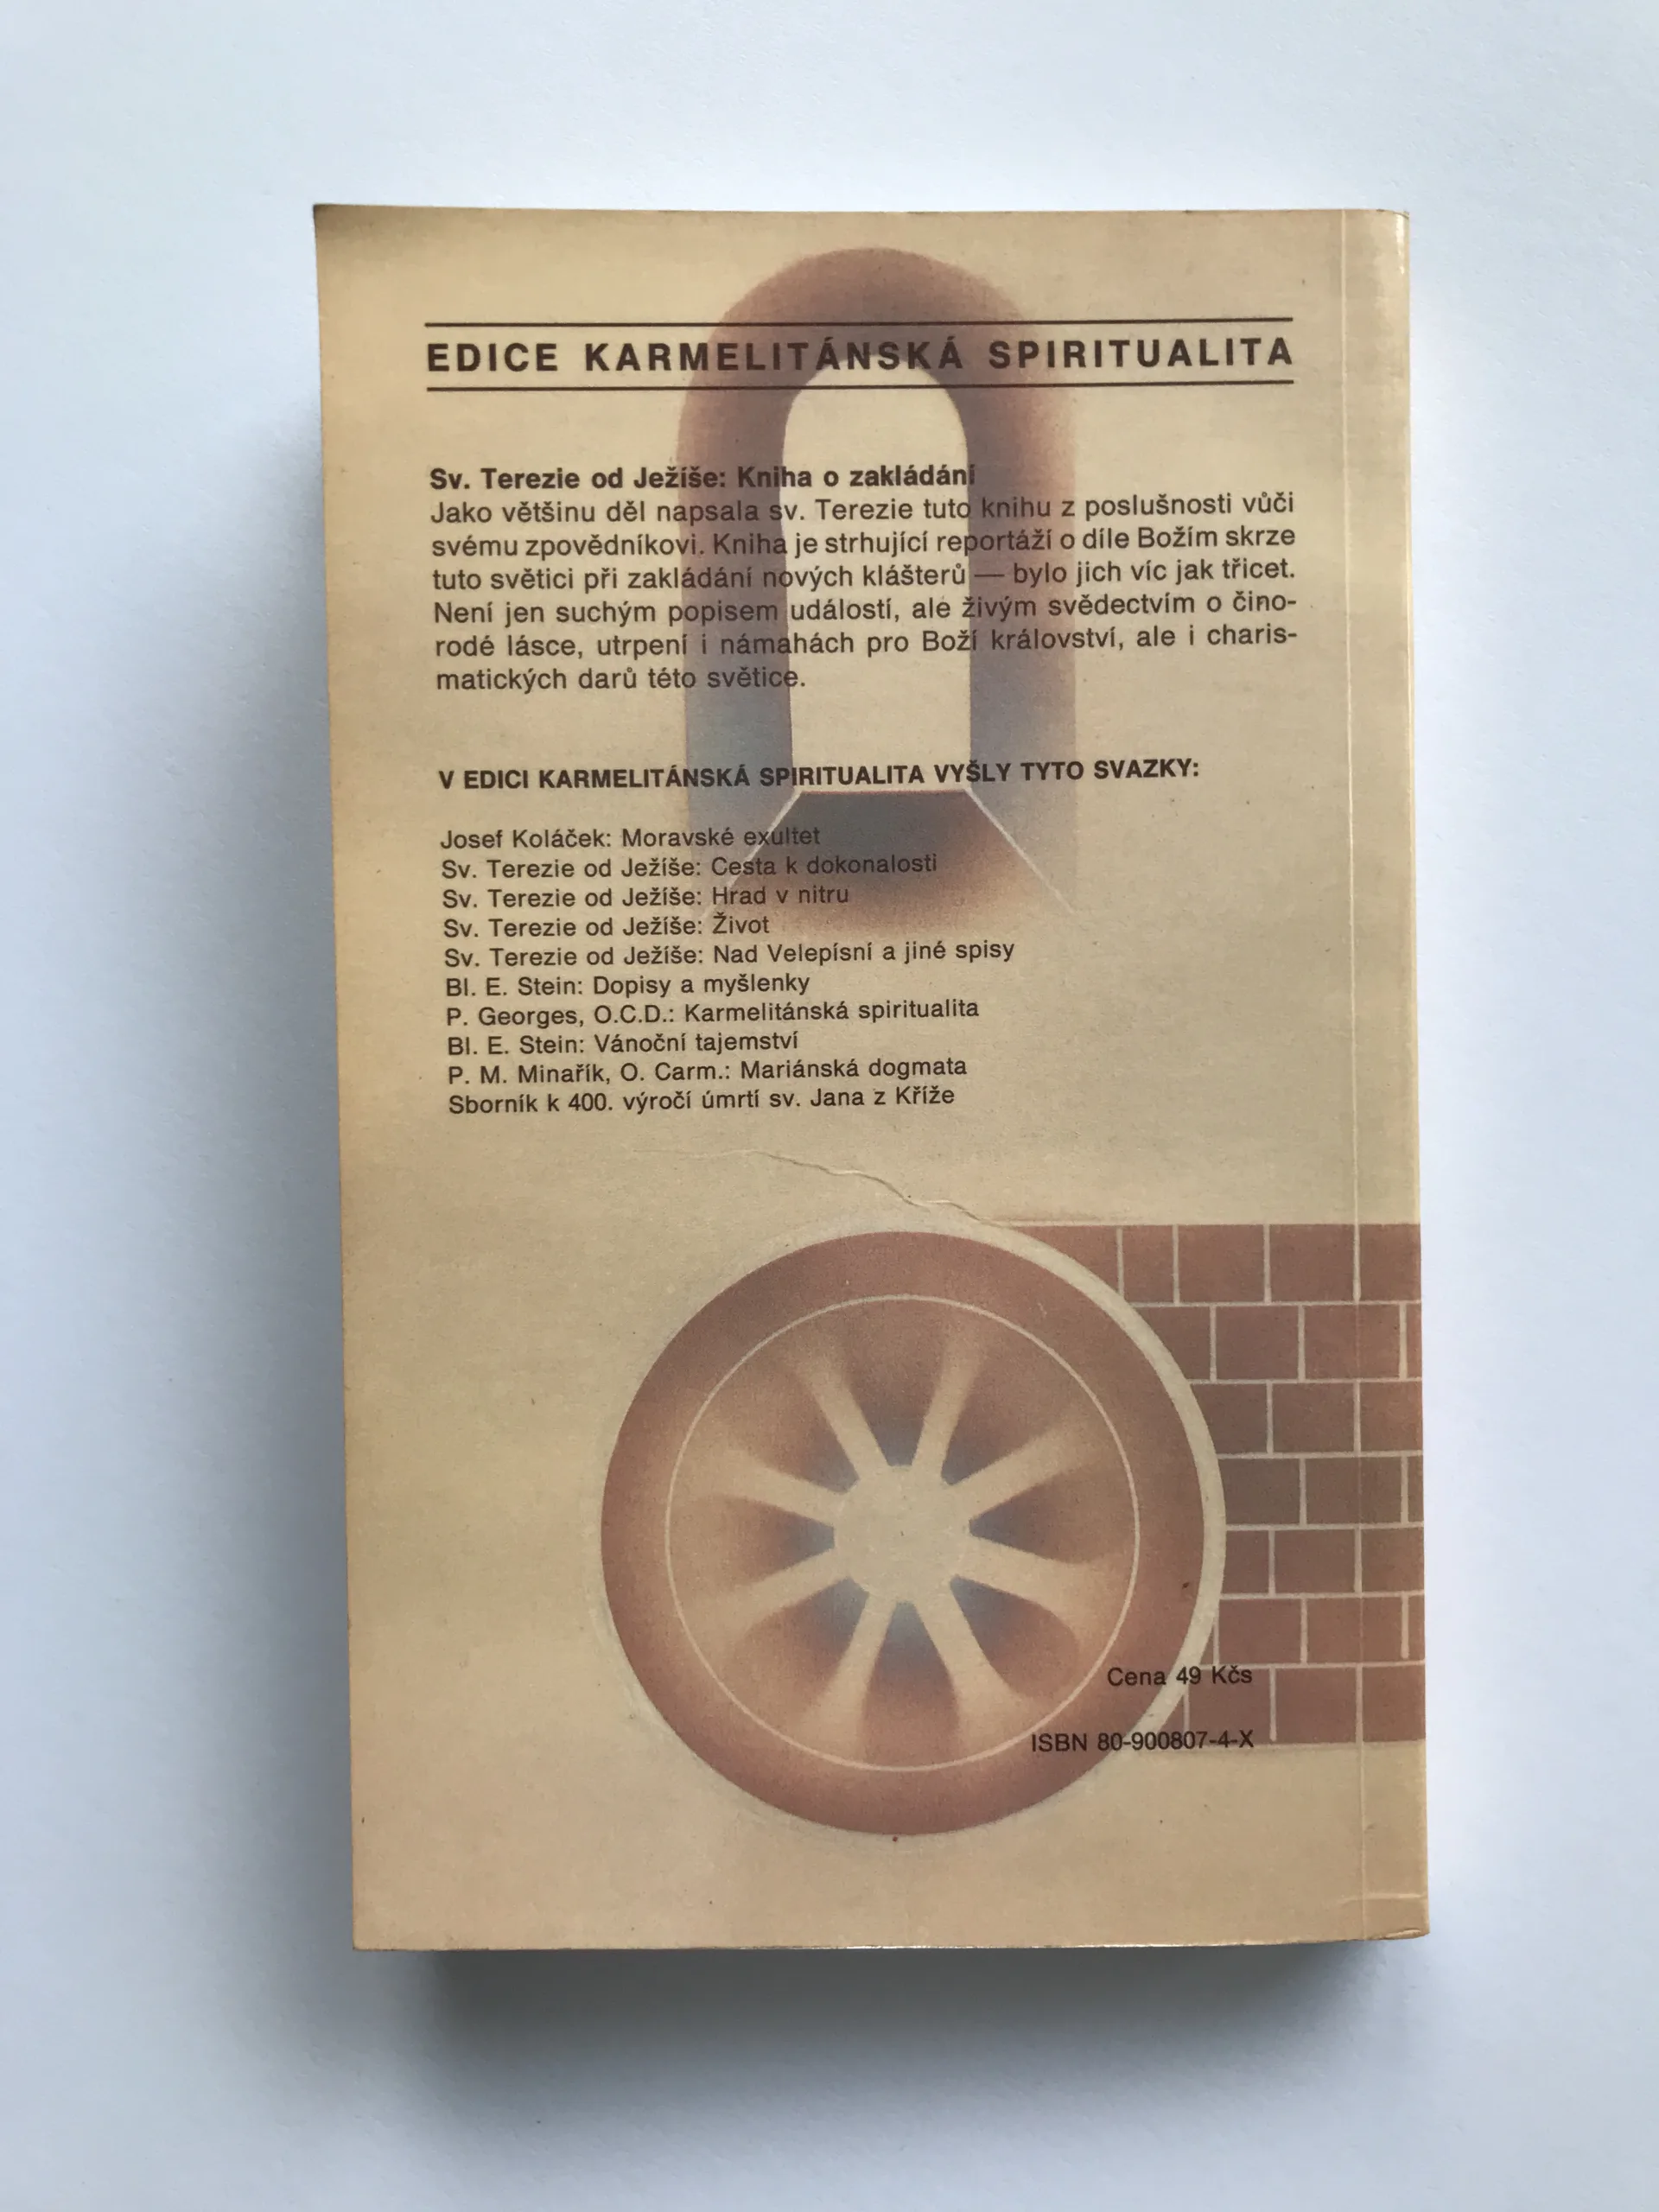 EDICE KARMELITÁNSKÁ SPIRITUALITA
Sv. Terezie od Ježíše: Kniha o zakládání
Jako většinu děl napsala sv. Terezie tuto knihu z poslušnosti vůči
svému zpovědníkovi. Kniha je strhující reportáží o díle Božím skrze
tuto světici při zakládání nových klášterů — bylo jich víc jak třicet.
Není jen suchým popisem událostí, ale živým svědectvím o čino-
rodé lásce, utrpení i námahách pro Boží království, ale i charis-
matických darů této světice.
V EDICI KARMELITÁNSKÁ SPIRITUALITA VYŠLY TYTO SVAZKY:
Josef Koláček: Moravské exultet
Sv. Terezie od Ježíše: Cesta k dokonalosti
Sv. Terezie od Ježíše: Hrad v nitru
Sv. Terezie od Ježíše: Život
Sv. Terezie od Ježíše: Nad Velepísní a jiné spisy
Bl. E. Stein: Dopisy a myšlenky
P. Georges, O.C.D.: Karmelitánská spiritualita
Bl. E. Stein: Vánoční tajemství
P. M. Minařík, O. Carm.: Mariánská dogmata
Sborník k 400. výročí úmrtí sv. Jana z Kříže
Cena 49 Kčs
ISBN 80-900807-4-X